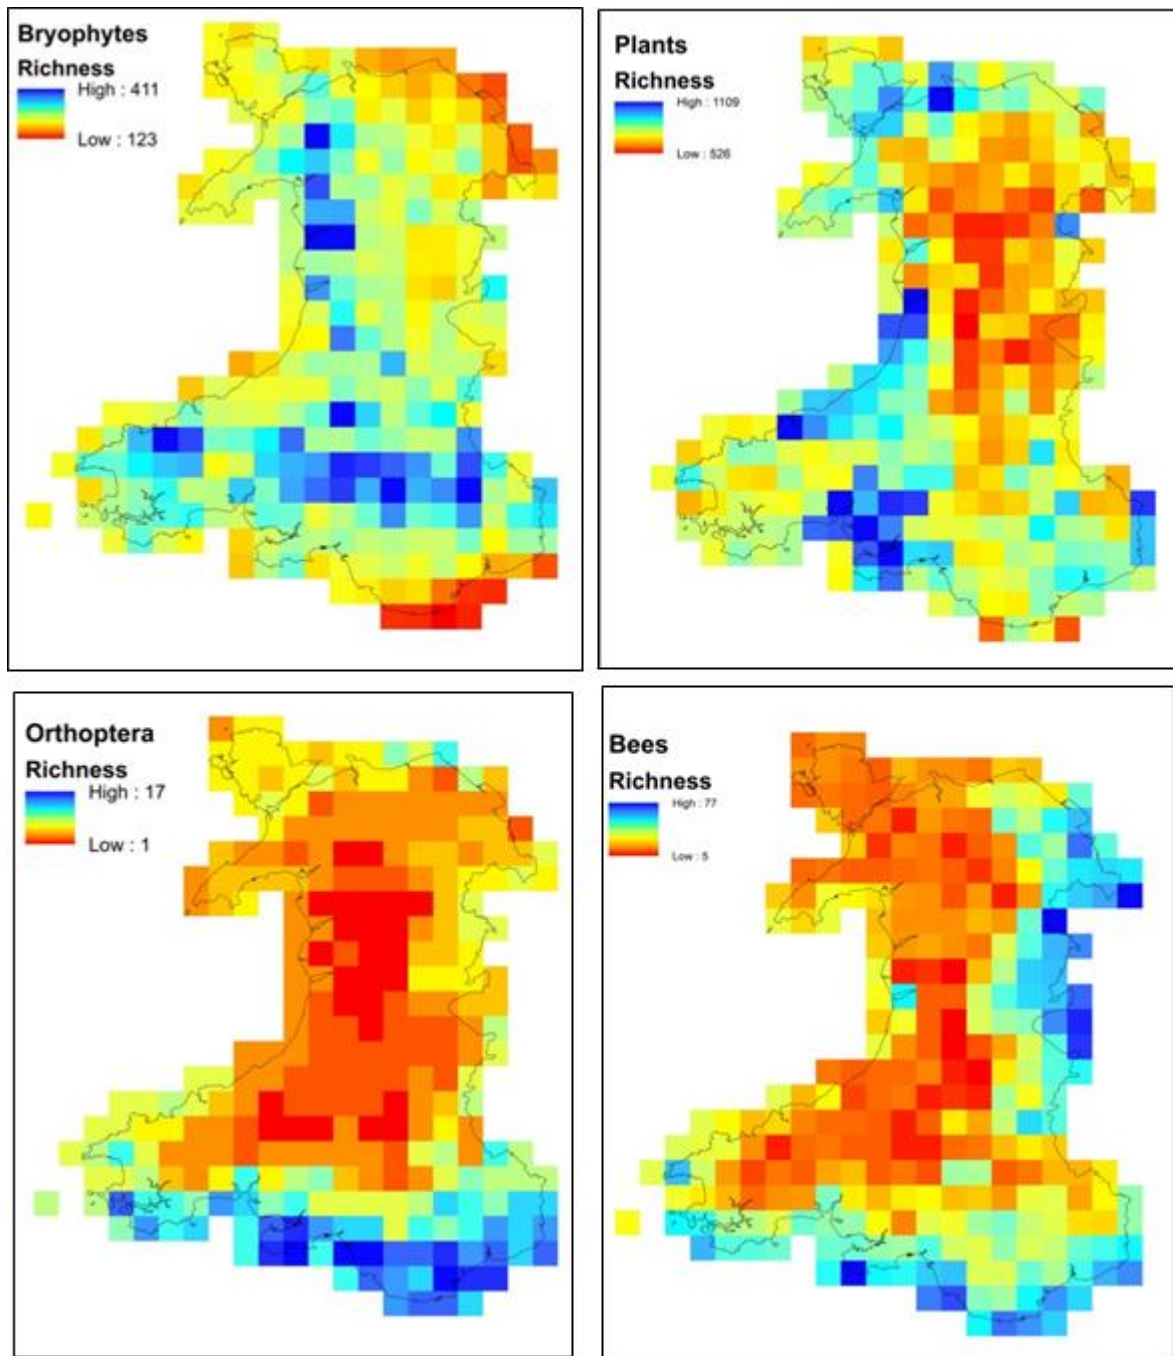 Bryophytes
Richness
High : 411
Low : 123
Plants
Richness
High : 1109
Low : 526
Orthoptera
Richness
High : 17
Low : 1
Bees
Richness
High : 77
Low : 5